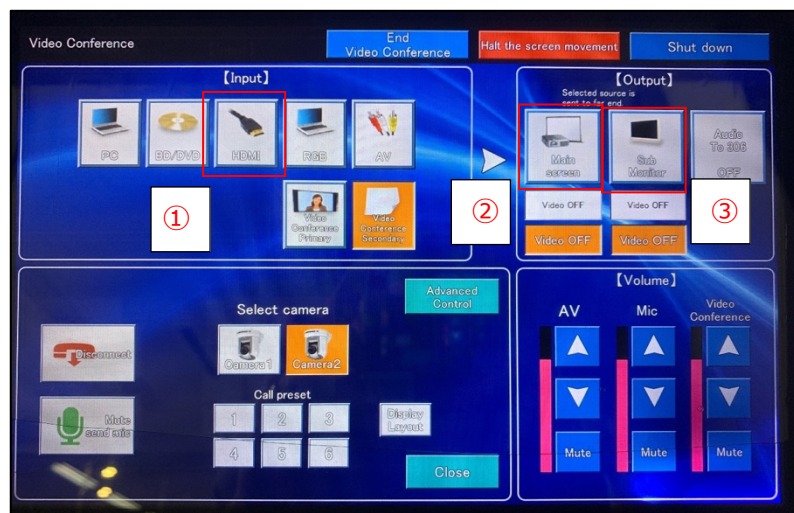 Video Conference
End
Video Conference
Halt the screen movement
Shut down
【Input】
PC
BD/DVD
HDMI
RGB
AV
Video
Conference
Primary
Video
Conference
Secondary
①
【Output】
Selected source is
sent to far end.
Main
screen
Sub
Monitor
Audio
To 306
OFF
Video OFF
Video OFF
Video OFF
Video OFF
②
③
Advanced
Control
Select camera
Disconnect
Camera1
Camera2
Call preset
Mute
send mic
1
2
3
4
5
6
Display
Layout
Close
【Volume】
AV
Mic
Video
Conference
Mute
Mute
Mute